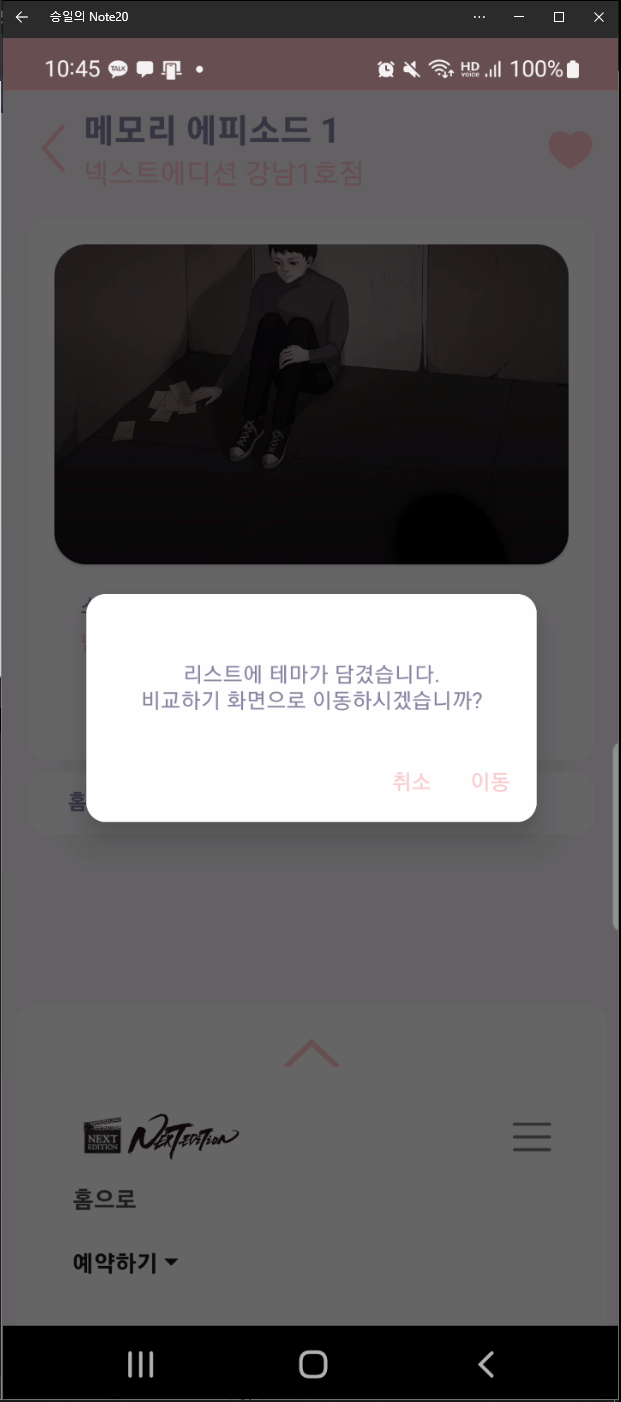 승일의 Note20
10:45
TALK
HD
VOICE
100%
메모리 에피소드 1
넥스트에디션 강남1호점
리스트에 테마가 담겼습니다.
비교하기 화면으로 이동하시겠습니까?
취소 이동
홈
NEXT
EDITION
NEXT EDITION
홈으로
예약하기